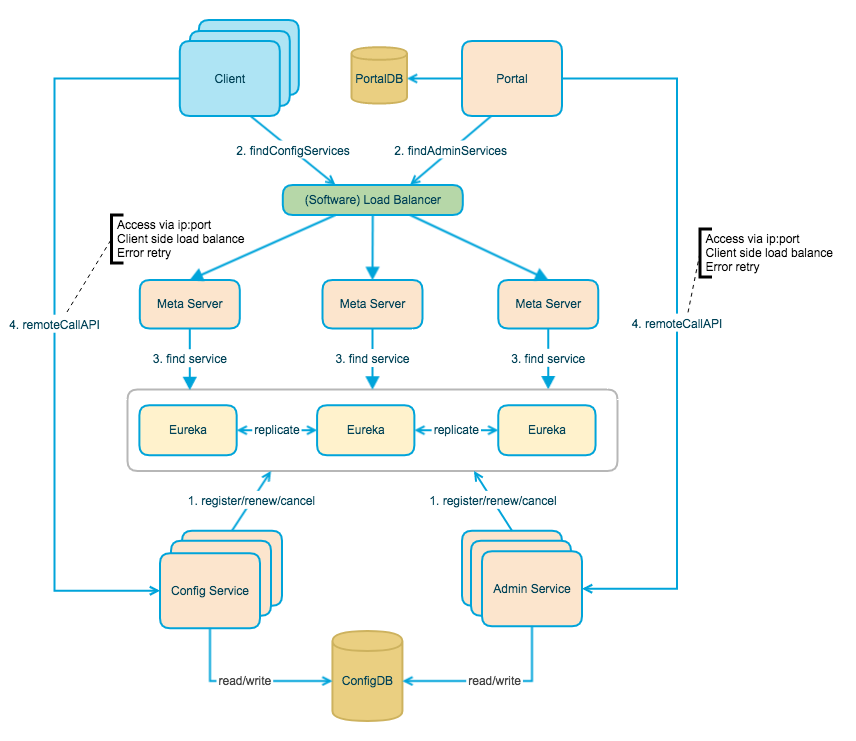 Client
PortalDB
Portal
2. findConfigServices
2. findAdminServices
(Software) Load Balancer
Access via ip:port
Client side load balance
Error retry
Access via ip:port
Client side load balance
Error retry
Meta Server
Meta Server
Meta Server
4. remoteCallAPI
4. remoteCallAPI
3. find service
3. find service
3. find service
Eureka
replicate
Eureka
replicate
Eureka
1. register/renew/cancel
1. register/renew/cancel
Config Service
Admin Service
read/write
ConfigDB
read/write